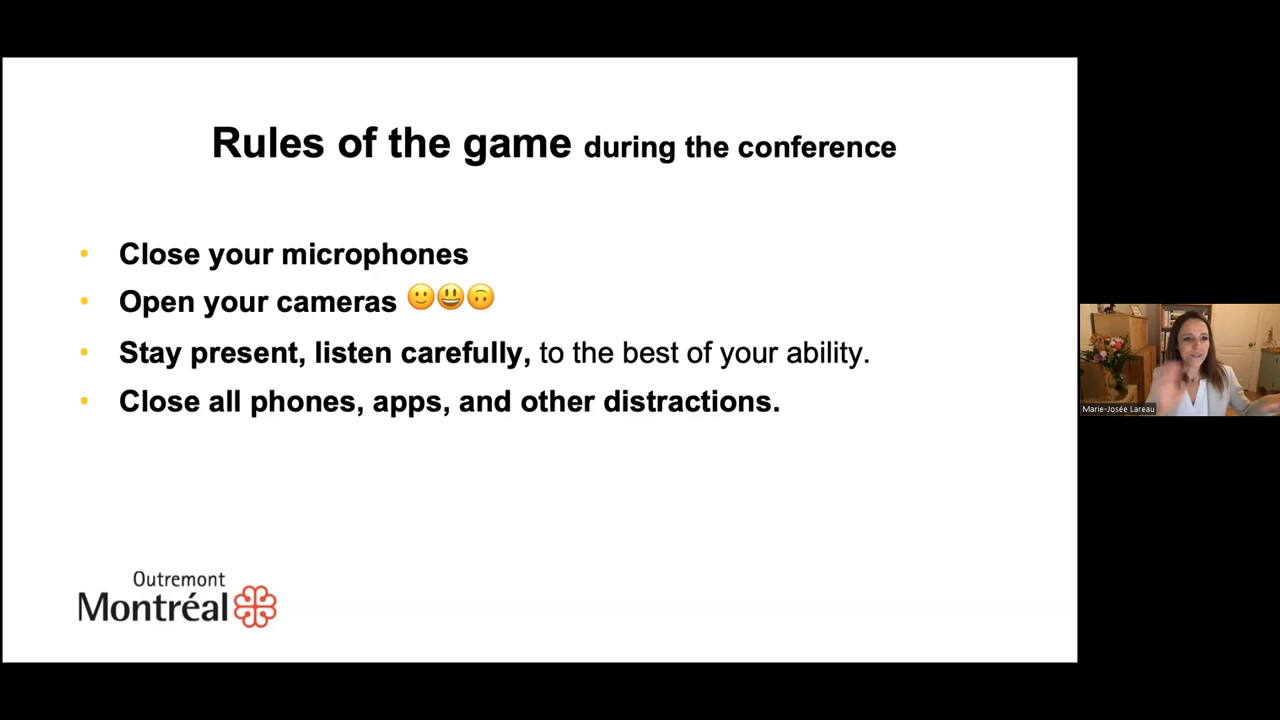 Rules of the game during the conference
• Close your microphones
• Open your cameras 🙂😃🙃
• Stay present, listen carefully, to the best of your ability.
• Close all phones, apps, and other distractions.
Marie-Josée Lareau
Outremont
Montréal